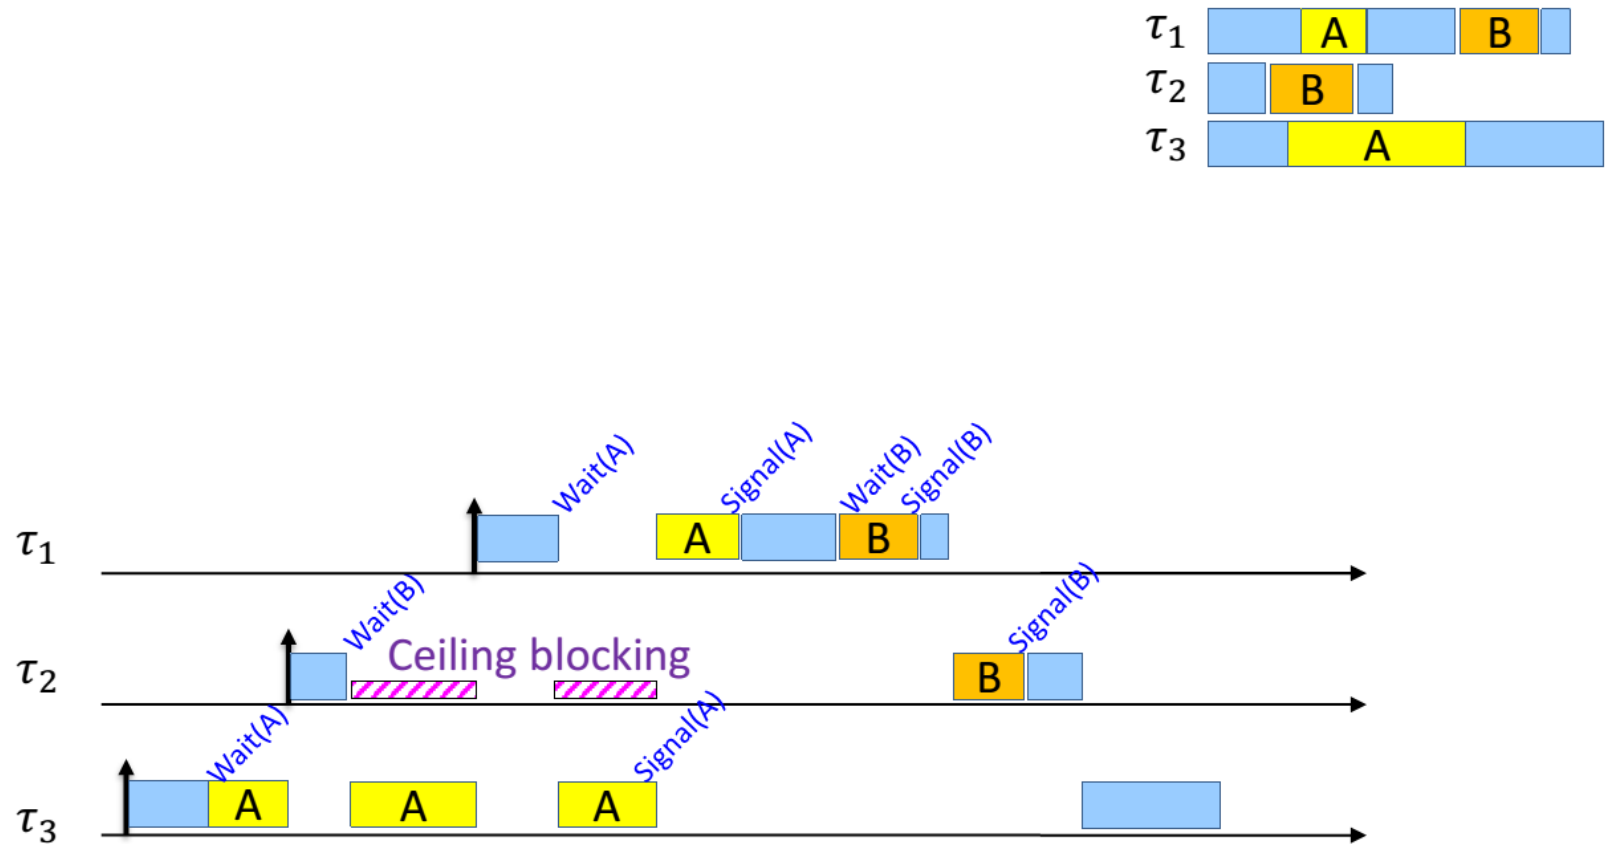 τ1 A B
τ2 B
τ3 A
Wait(A) Signal(A) Wait(B) Signal(B)
τ1 A B
Wait(B) Signal(B)
Ceiling blocking
τ2 B
Wait(A) Signal(A)
τ3 A A A